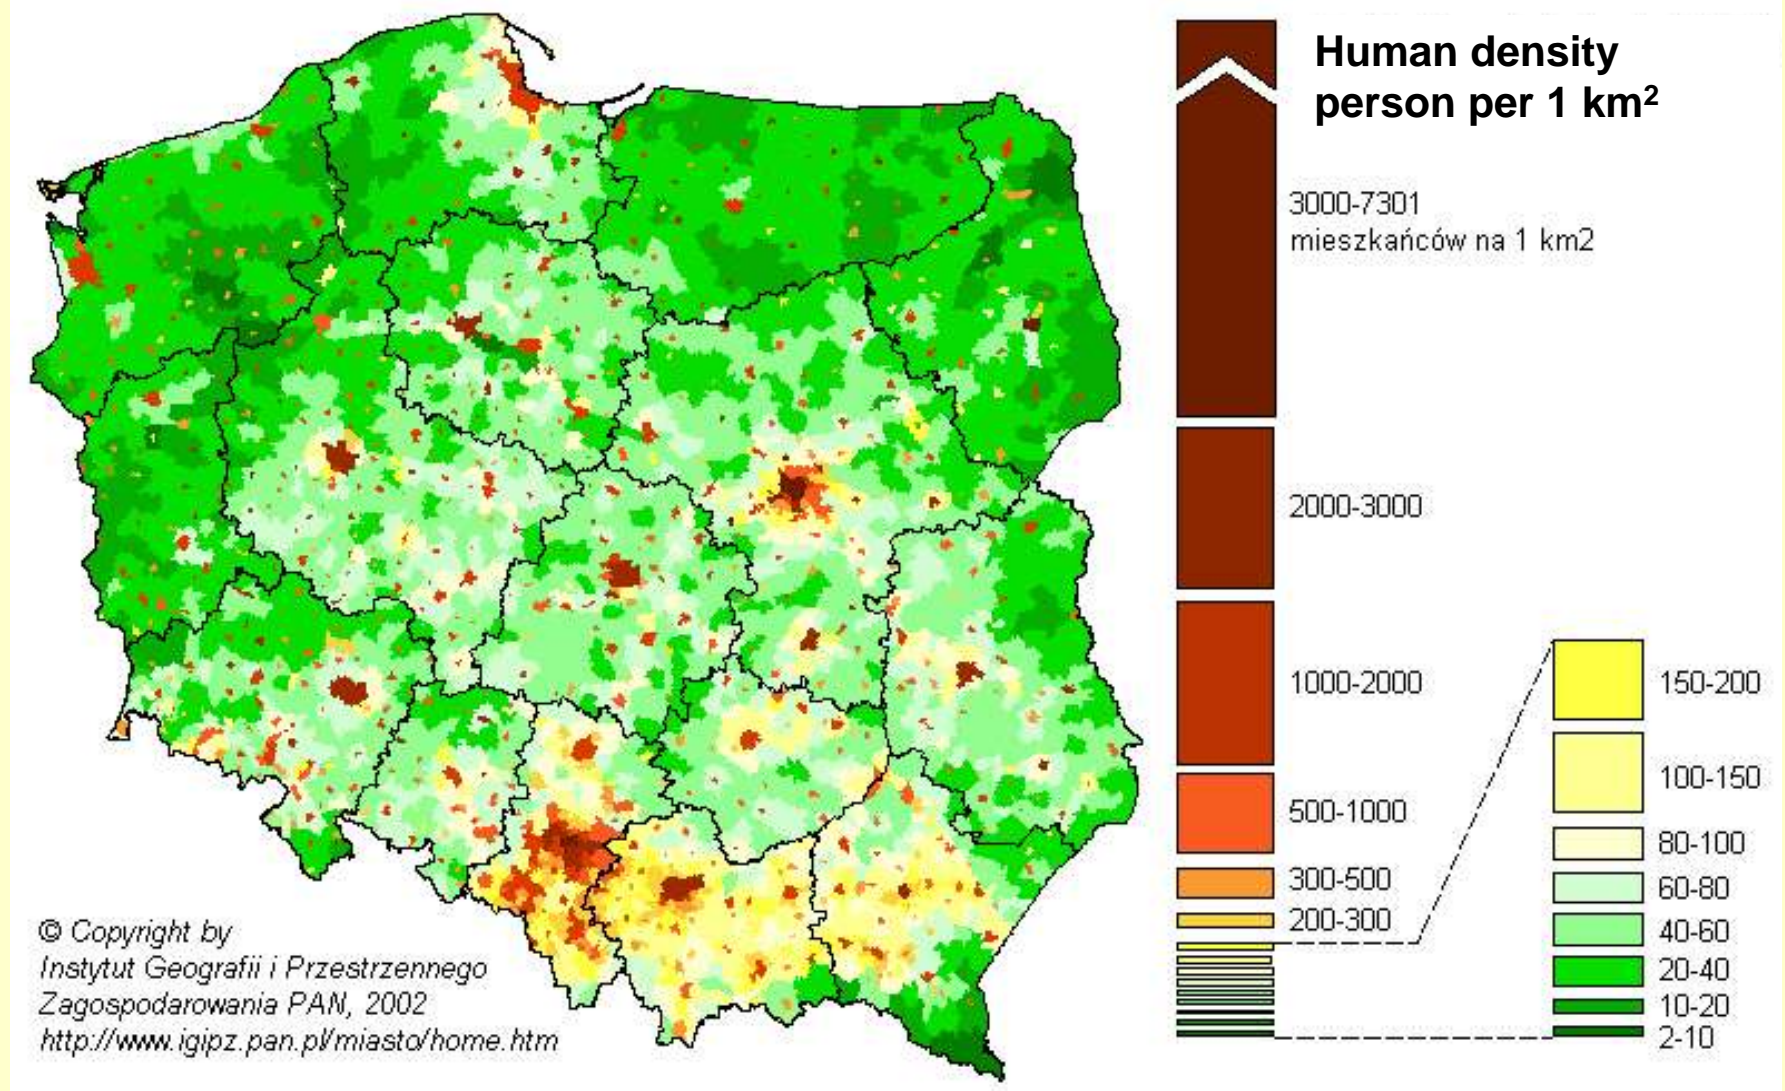 Human density
person per 1 km²
3000-7301
mieszkańców na 1 km2
2000-3000
1000-2000
500-1000
300-500
200-300
150-200
100-150
80-100
60-80
40-60
20-40
10-20
2-10
© Copyright by
Instytut Geografii i Przestrzennego
Zagospodarowania PAN, 2002
http://www.igipz.pan.pl/miasto/home.htm